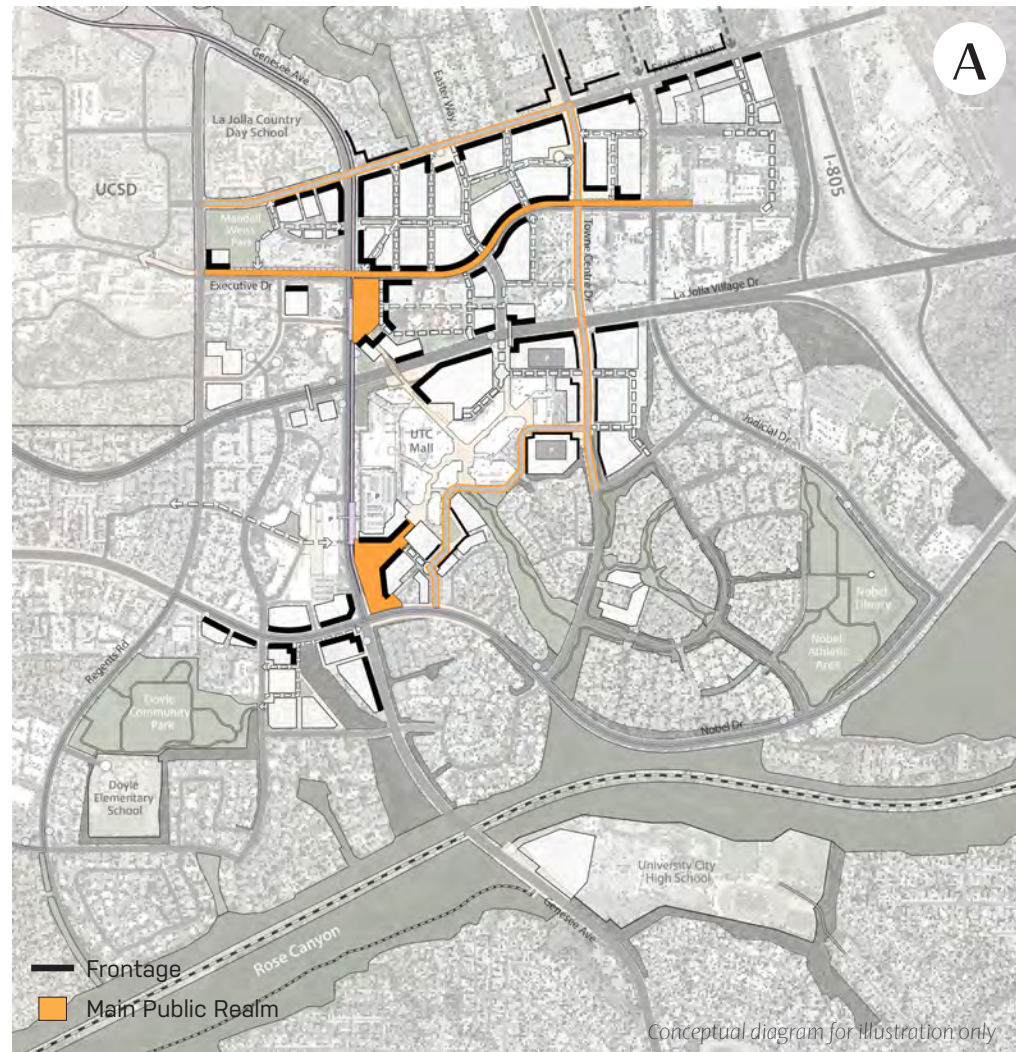 A
Genesee Ave
Easter Way
La Jolla Country
Day School
UCSD
I-805
Mandell
Weiss
Park
Executive Dr
Towne Centre Dr
La Jolla Village Dr
P
UTC
Mall
P
P
P
Judicial Dr
Nobel
Library
Nobel
Athletic
Area
Regents Rd
Doyle
Community
Park
Nobel Dr
Doyle
Elementary
School
University City
High School
Genesee Ave
Rose Canyon
Frontage
Main Public Realm
Conceptual diagram for illustration only